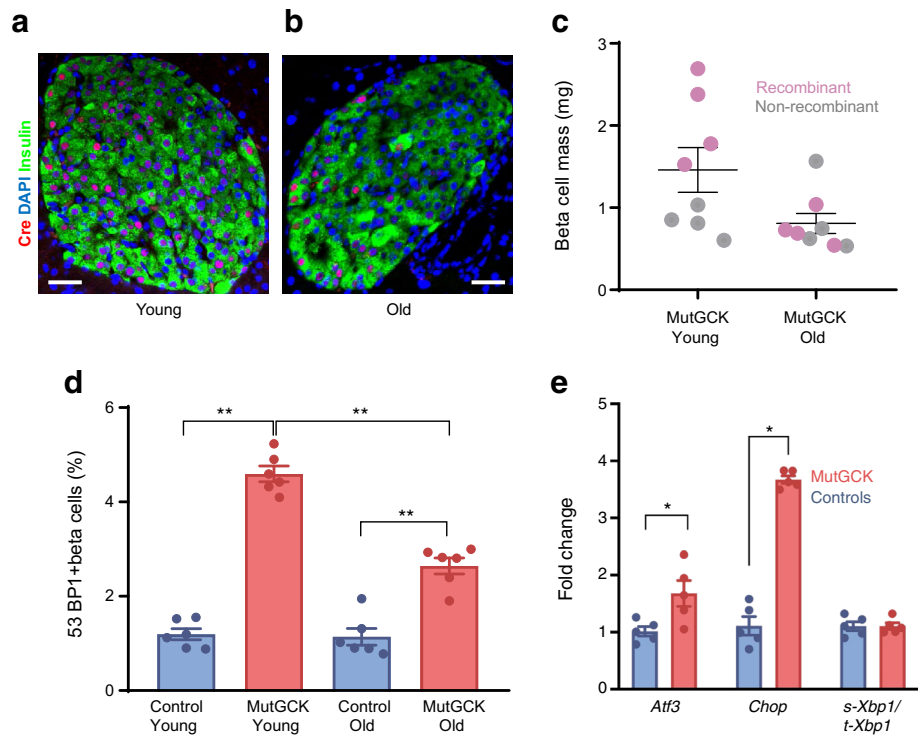 a
Cre DAPI Insulin
Young
b
Old
c
Beta cell mass (mg)
3
2
1
0
Recombinant
Non-recombinant
MutGCK
Young
MutGCK
Old
d
53 BP1+beta cells (%)
6
4
2
0
**
**
**
Control
Young
MutGCK
Young
Control
Old
MutGCK
Old
e
Fold change
5
4
3
2
1
0
*
*
MutGCK
Controls
Atf3
Chop
s-Xbp1/
t-Xbp1